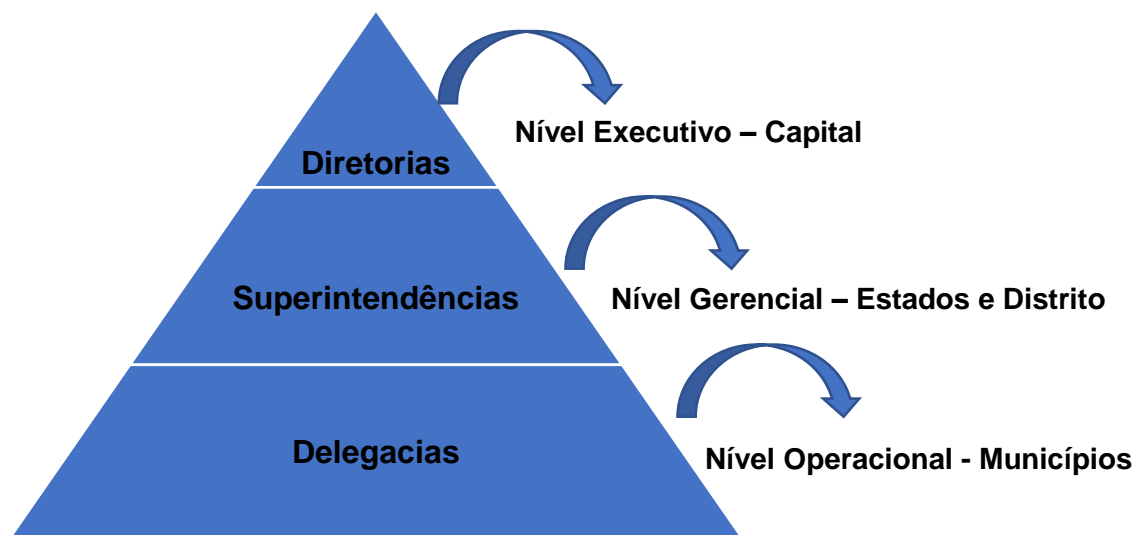 Nível Executivo – Capital
Diretorias
Superintendências
Nível Gerencial – Estados e Distrito
Delegacias
Nível Operacional - Municípios